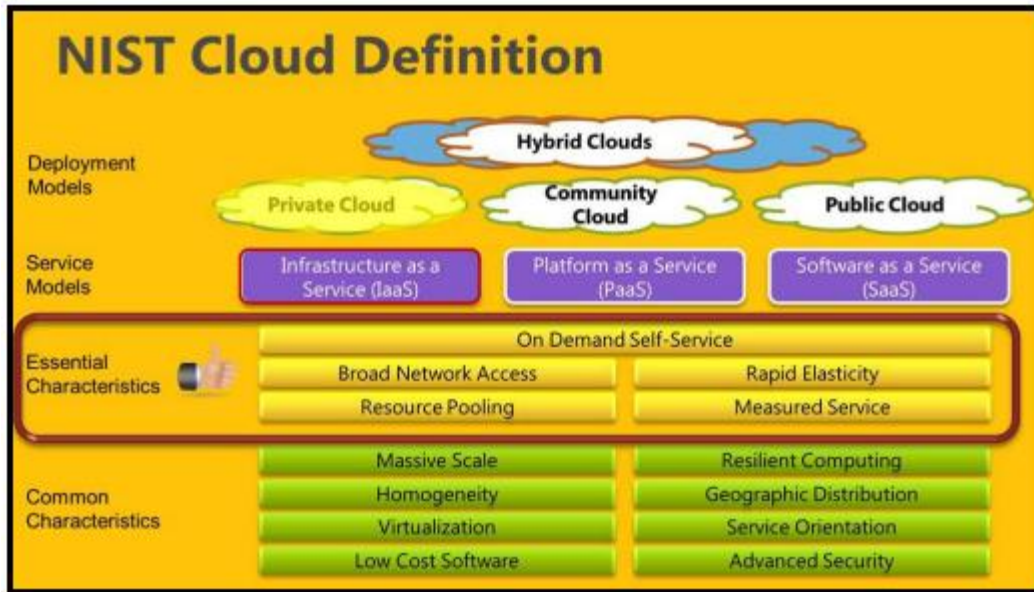 NIST Cloud Definition
Hybrid Clouds
Deployment
Models
Private Cloud
Community
Cloud
Public Cloud
Service
Models
Infrastructure as a
Service (IaaS)
Platform as a Service
(PaaS)
Software as a Service
(SaaS)
Essential
Characteristics
On Demand Self-Service
Broad Network Access
Rapid Elasticity
Resource Pooling
Measured Service
Common
Characteristics
Massive Scale
Resilient Computing
Homogeneity
Geographic Distribution
Virtualization
Service Orientation
Low Cost Software
Advanced Security